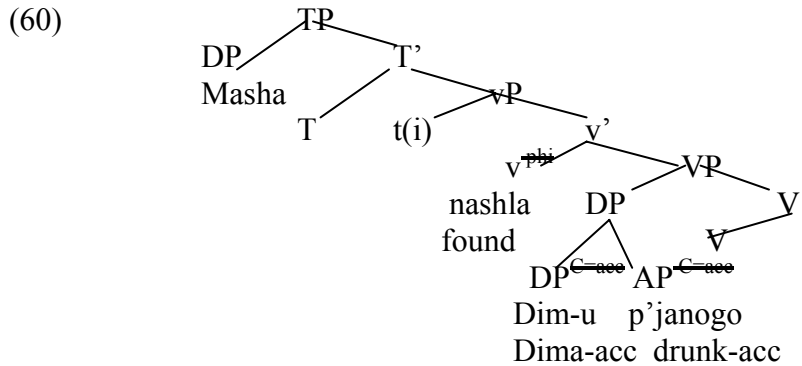 (60) TP
DP T’
Masha vP
T t(i) v’
v phi VP
nashla DP V
found V
DP C=acc AP C=acc
Dim-u p’janogo
Dima-acc drunk-acc